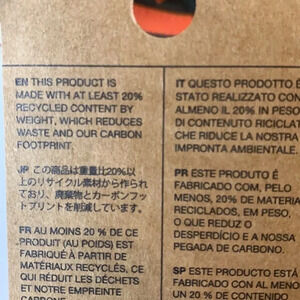 EN THIS PRODUCT IS
MADE WITH AT LEAST 20%
RECYCLED CONTENT BY
WEIGHT, WHICH REDUCES
WASTE AND OUR CARBON
FOOTPRINT.
JP この商品は重量比20%以
上のリサイクル素材から作られ
ており、廃棄物とカーボンフッ
トプリントを削減しています。
FR AU MOINS 20 % DE CE
PRODUIT (AU POIDS) EST
FABRIQUÉ À PARTIR DE
MATÉRIAUX RECYCLÉS, CE
QUI RÉDUIT LES DÉCHETS
ET NOTRE EMPREINTE
CARBONE
IT QUESTO PRODOTTO È
STATO REALIZZATO CON
ALMENO IL 20% IN PESO
DI CONTENUTO RICICLAT
CHE RIDUCE LA NOSTRA
IMPRONTA AMBIENTALE.
PR ESTE PRODUTO É
FABRICADO COM, PELO
MENOS, 20% DE MATERIA
RECICLADOS, EM PESO,
O QUE REDUZ O
DESPERDÍCIO E A NOSSA
PEGADA DE CARBONO.
SP ESTE PRODUCTO ESTÁ
FABRICADO CON AL MENO
UN 20 % DE CONTENIDO